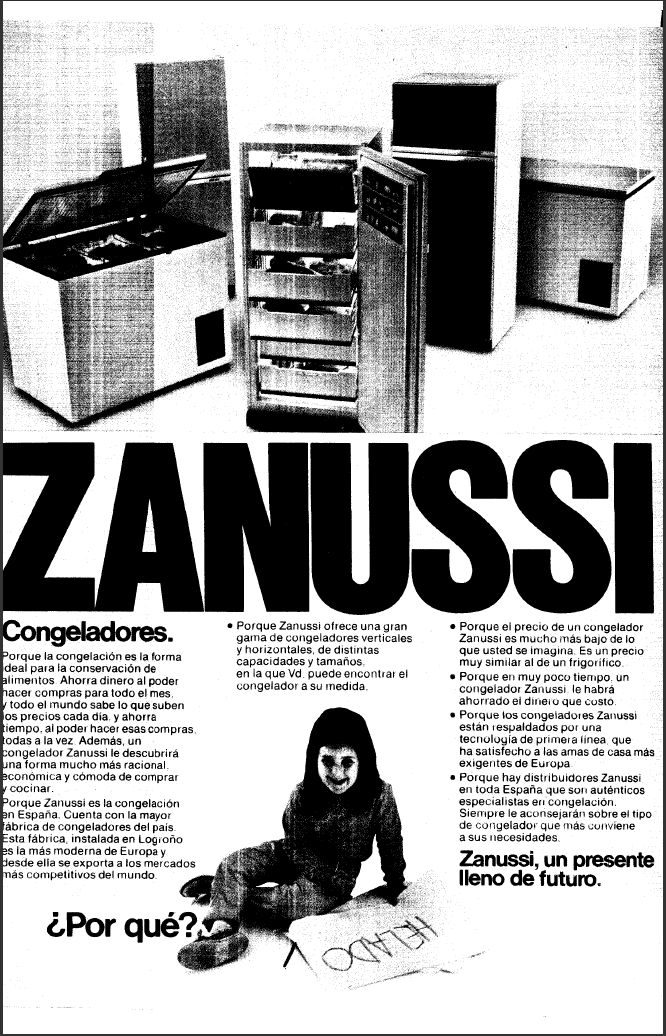 ZANUSSI
Congeladores.
Porque la congelación es la forma
ideal para la conservación de
alimentos. Ahorra dinero al poder
hacer compras para todo el mes,
y todo el mundo sabe lo que suben
los precios cada día, y ahorra
tiempo, al poder hacer esas compras,
todas a la vez. Además, un
congelador Zanussi le descubrirá
una forma mucho más racional,
económica y cómoda de comprar
y cocinar.
Porque Zanussi es la congelación
en España. Cuenta con la mayor
fábrica de congeladores del país.
Esta fábrica, instalada en Logroño
es la más moderna de Europa y
desde ella se exporta a los mercados
más competitivos del mundo.
¿Por qué?
• Porque Zanussi ofrece una gran
gama de congeladores verticales
y horizontales, de distintas
capacidades y tamaños,
en la que Vd. puede encontrar el
congelador a su medida.
HELADO
• Porque el precio de un congelador
Zanussi es mucho más bajo de lo
que usted se imagina. Es un precio
muy similar al de un frigorífico.
• Porque en muy poco tiempo, un
congelador Zanussi, le habrá
ahorrado el dinero que costó.
• Porque los congeladores Zanussi
están respaldados por una
tecnología de primera línea, que
ha satisfecho a las amas de casa más
exigentes de Europa
• Porque hay distribuidores Zanussi
en toda España que son auténticos
especialistas en congelación.
Siempre le aconsejarán sobre el tipo
de congelador que más conviene
a sus necesidades.
Zanussi, un presente
lleno de futuro.